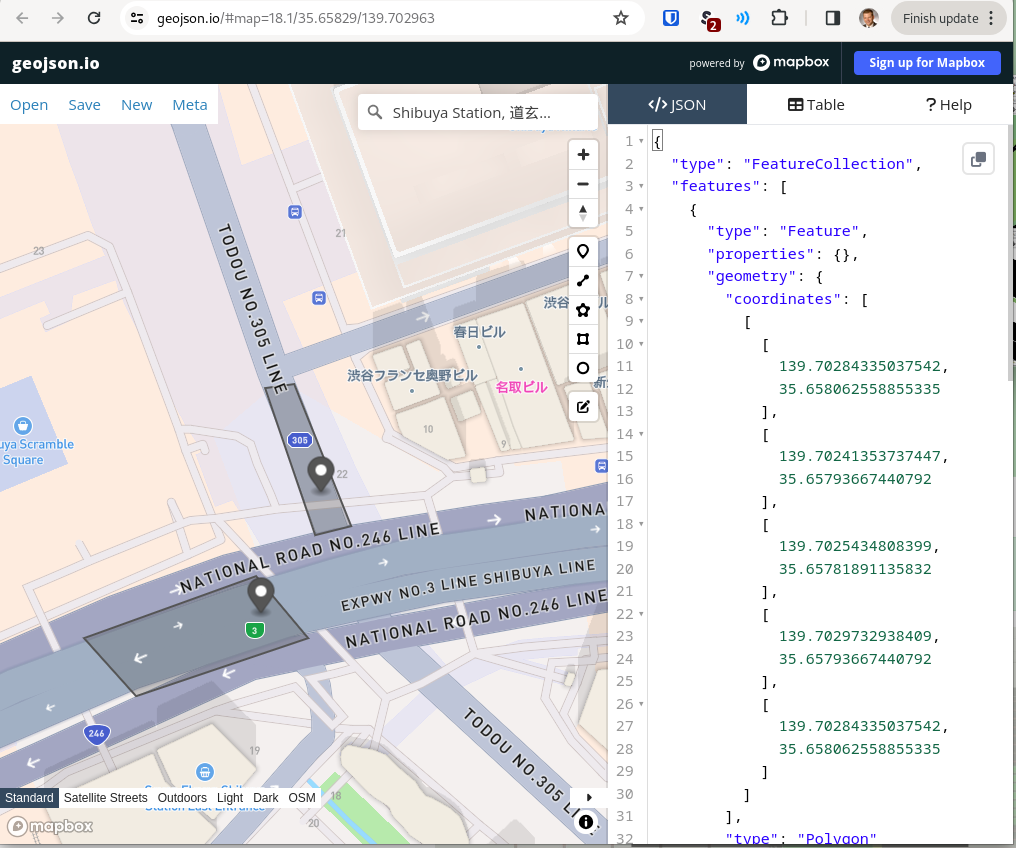 geojson.io/#map=18.1/35.65829/139.702963
2
Finish update
geojson.io
powered by
mapbox
Sign up for Mapbox
Open
Save
New
Meta
Shibuya Station, 道玄...
JSON
Table
Help
23
21
TODOU NO.305 LINE
渋谷
ル
春日ビル
渋谷フランセ奥野ビル
名取ビル
新
10
9
305
22
uya Scramble
Square
NATIONAL ROAD NO.246 LINE
NATIONA
EXPWY NO.3 LINE SHIBUYA LINE
NATIONAL ROAD NO.246 LINE
3
246
19
TODOU NO.305 LI
18
20
Station East Entrance
Standard
Satellite Streets
Outdoors
Light
Dark
OSM
mapbox
1 {
2 "type": "FeatureCollection",
3 "features": [
4 {
5 "type": "Feature",
6 "properties": {},
7 "geometry": {
8 "coordinates": [
9 [
10 [
11 139.70284335037542,
12 35.658062558855335
13 ],
14 [
15 139.70241353737447,
16 35.65793667440792
17 ],
18 [
19 139.7025434808399,
20 35.65781891135832
21 ],
22 [
23 139.7029732938409,
24 35.65793667440792
25 ],
26 [
27 139.70284335037542,
28 35.658062558855335
29 ]
30 ]
31 ],
32 "type": "Polygon"